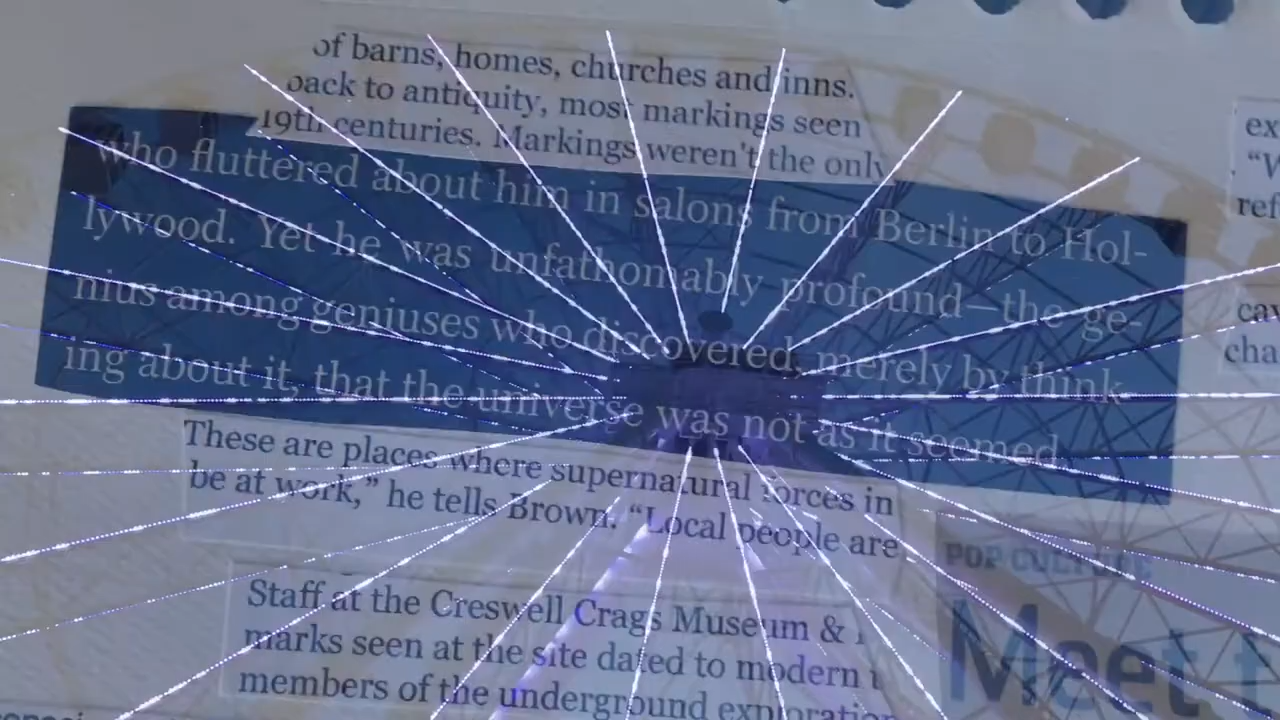 of barns, homes, churches and inns.
back to antiquity, most markings seen
19th centuries. Markings weren't the only
who fluttered about him in salons from Berlin to Hol-
lywood. Yet he was unfathomably profound—the ge-
nius among geniuses who discovered, merely by think-
ing about it, that the universe was not as it seemed.
These are places where supernatural forces in
be at work,” he tells Brown. “Local people are
Staff at the Creswell Crags Museum &
marks seen at the site dated to modern
members of the underground exploration
ex
“V
ref
cav
cha
POP CULTURE
Meet t